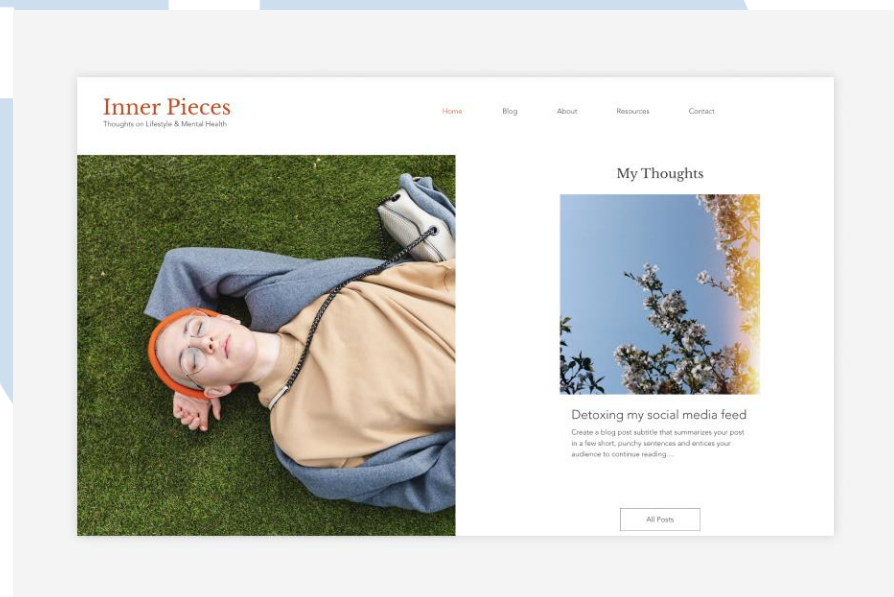 Inner Pieces
Thoughts on Lifestyle & Mental Health
Home Blog About Resources Contact
My Thoughts
Detoxing my social media feed
Create a blog post subtitle that summarizes your post
in a few short, punchy sentences and entices your
audience to continue reading....
All Posts